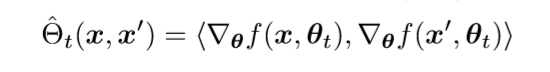 Θ̂ₜ(𝒙, 𝒙′) = ⟨∇_𝜽 f(𝒙, 𝜽ₜ), ∇_𝜽 f(𝒙′, 𝜽ₜ)⟩